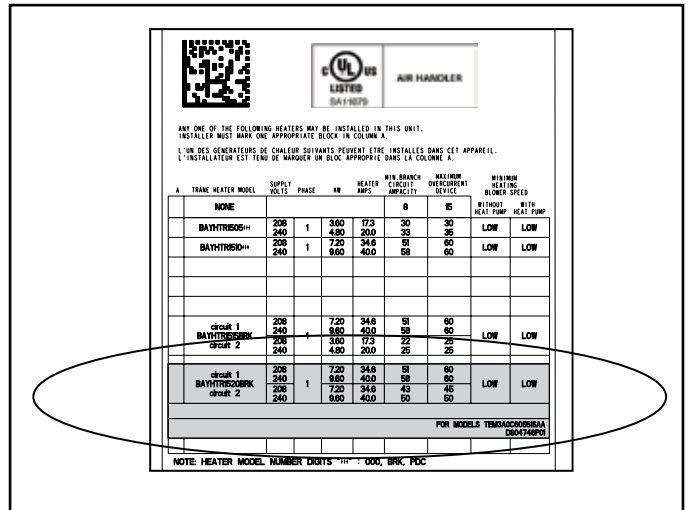 C UL US
LISTED
SA11679
AIR HANDLER
ANY ONE OF THE FOLLOWING HEATERS MAY BE INSTALLED IN THIS UNIT.
INSTALLER MUST MARK ONE APPROPRIATE BLOCK IN COLUMN A.
L'UN DES GENERATEURS DE CHALEUR SUIVANTS PEUVENT ETRE INSTALLES DANS CET APPAREIL.
L'INSTALLATEUR EST TENU DE MARQUER UN BLOC APPROPRIE DANS LA COLONNE A.
A TRANE HEATER MODEL SUPPLY VOLTS PHASE KW HEATER AMPS MIN. BRANCH CIRCUIT AMPACITY MAXIMUM OVERCURRENT DEVICE MINIMUM HEATING BLOWER SPEED
WITHOUT HEAT PUMP WITH HEAT PUMP
NONE 8 15
BAYHTR1505+++ 208 1 3.60 17.3 30 30 LOW LOW
240 4.80 20.0 33 35
BAYHTR1510+++ 208 1 7.20 34.6 51 60 LOW LOW
240 9.60 40.0 58 60
circuit 1 208 7.20 34.6 51 60
BAYHTR1515BRK 240 1 9.60 40.0 58 60 LOW LOW
circuit 2 208 3.60 17.3 22 25
240 4.80 20.0 25 25
circuit 1 208 7.20 34.6 51 60
BAYHTR1520BRK 240 1 9.60 40.0 58 60 LOW LOW
circuit 2 208 7.20 34.6 43 45
240 9.60 40.0 50 50
FOR MODELS TEM3A0C60S51SAA
D804746P01
NOTE: HEATER MODEL NUMBER DIGITS "+++" : 000, BRK, PDC